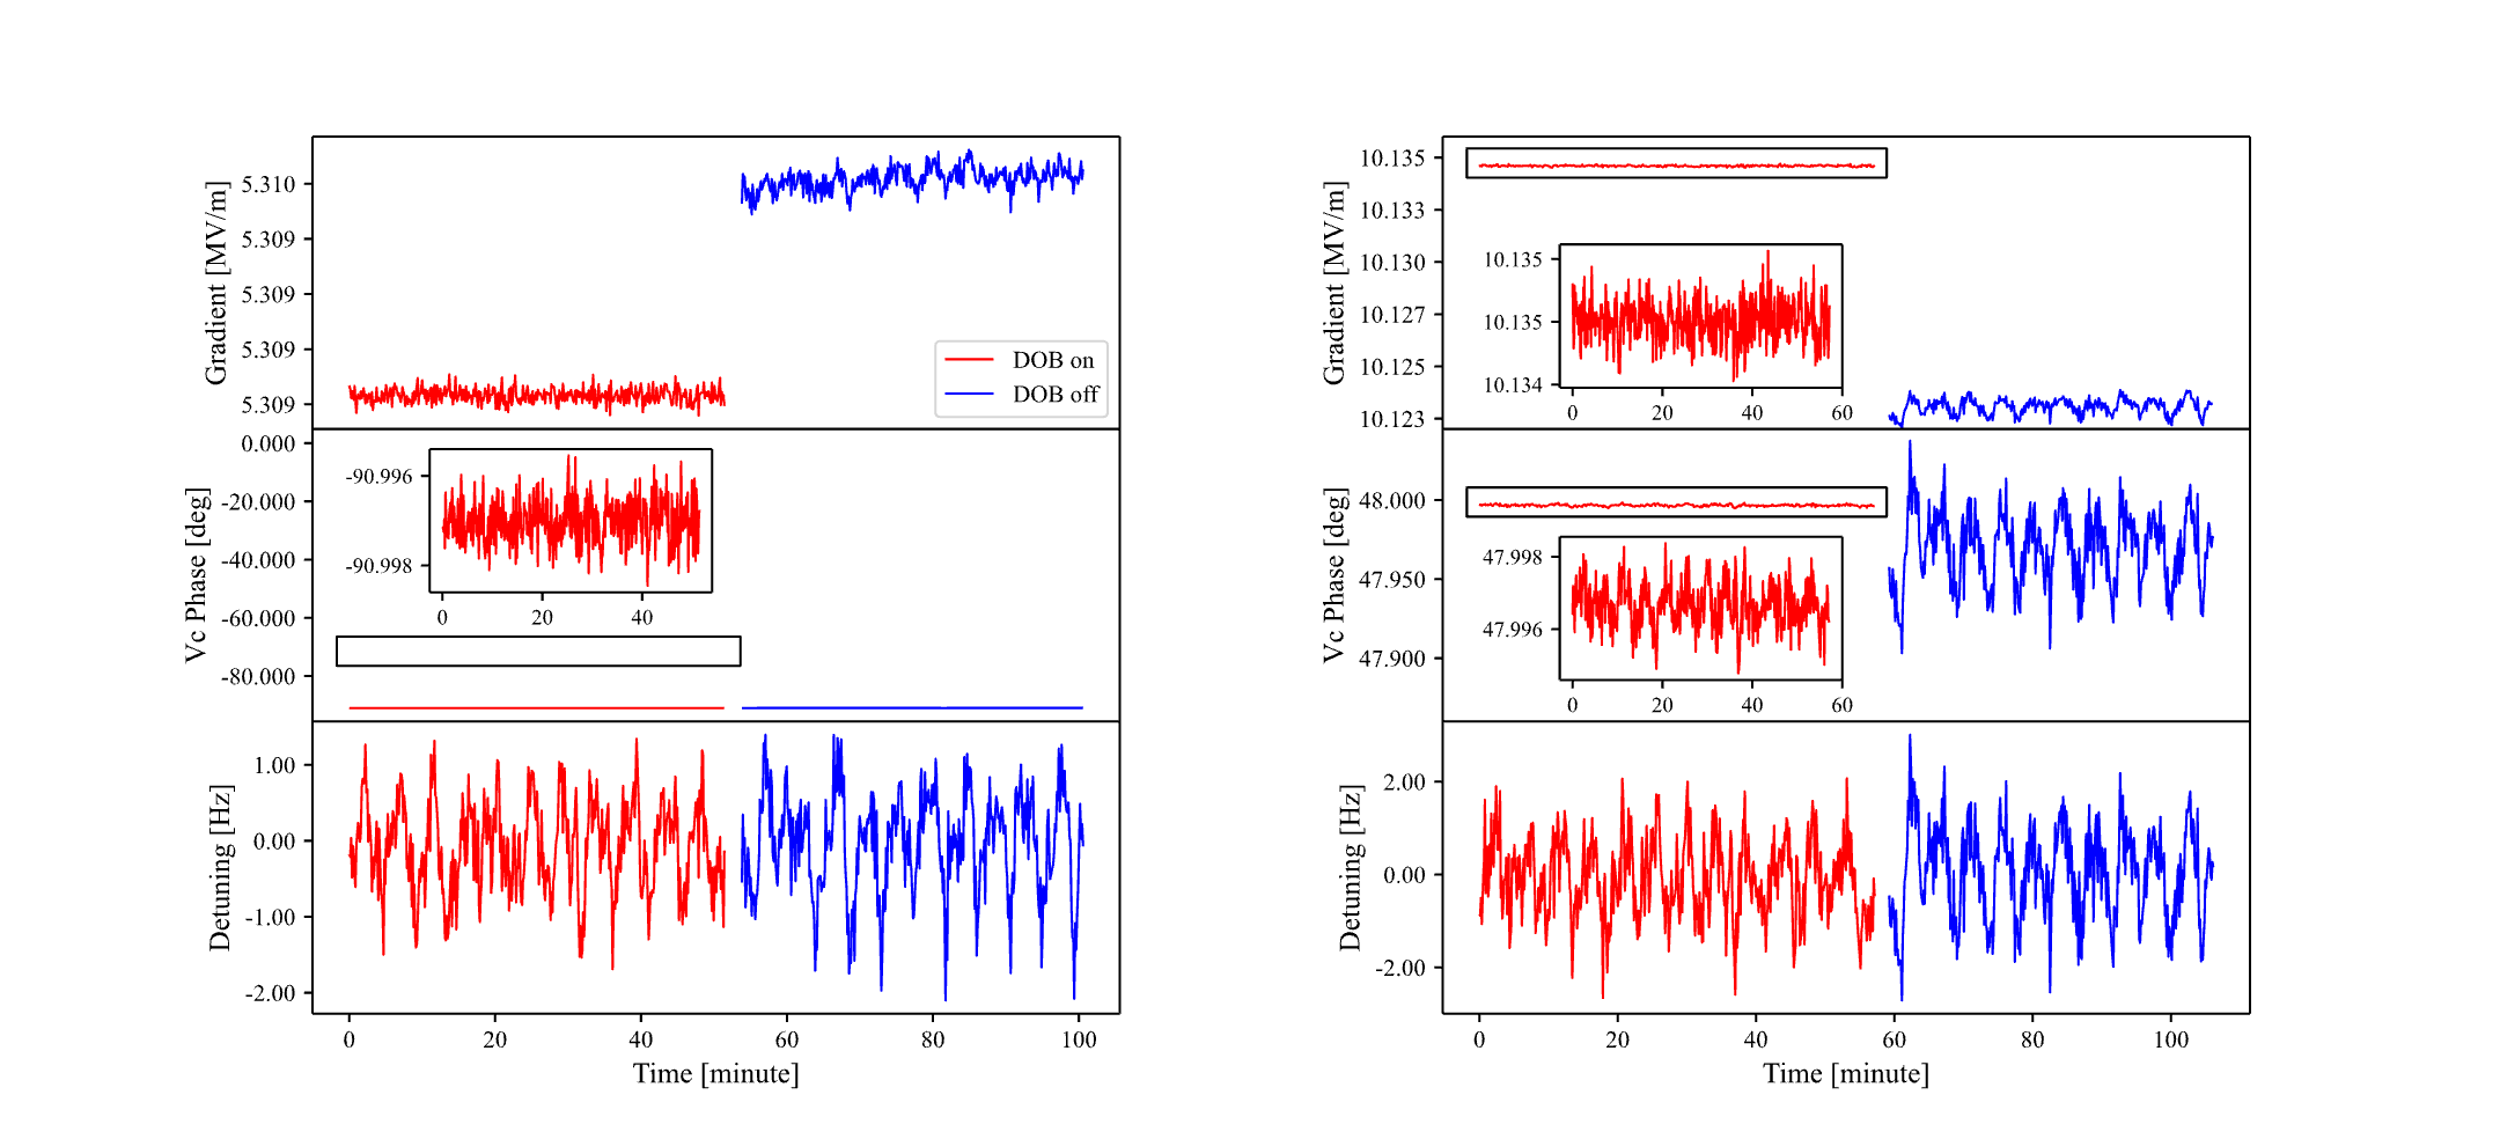 Gradient [MV/m]
5.310
5.309
5.309
5.309
5.309
DOB on
DOB off
Vc Phase [deg]
0.000
-20.000
-40.000
-60.000
-80.000
-90.996
-90.998
0 20 40
Detuning [Hz]
1.00
0.00
-1.00
-2.00
0 20 40 60 80 100
Time [minute]
Gradient [MV/m]
10.135
10.133
10.130
10.127
10.125
10.123
10.135
10.135
10.134
0 20 40 60
Vc Phase [deg]
48.000
47.950
47.900
47.998
47.996
0 20 40 60
Detuning [Hz]
2.00
0.00
-2.00
0 20 40 60 80 100
Time [minute]